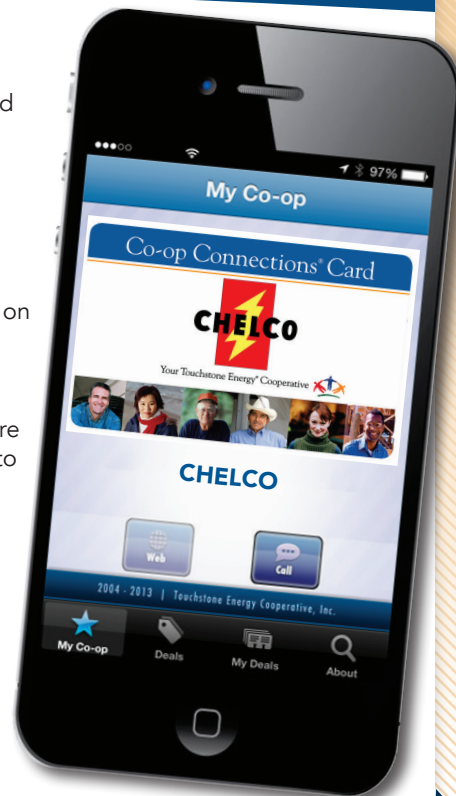 d
on
re
to
97%
My Co-op
Co-op Connections® Card
CHELCO
Your Touchstone Energy® Cooperative
CHELCO
Web
Call
2004 - 2013 | Touchstone Energy Cooperative, Inc.
My Co-op
Deals
My Deals
About